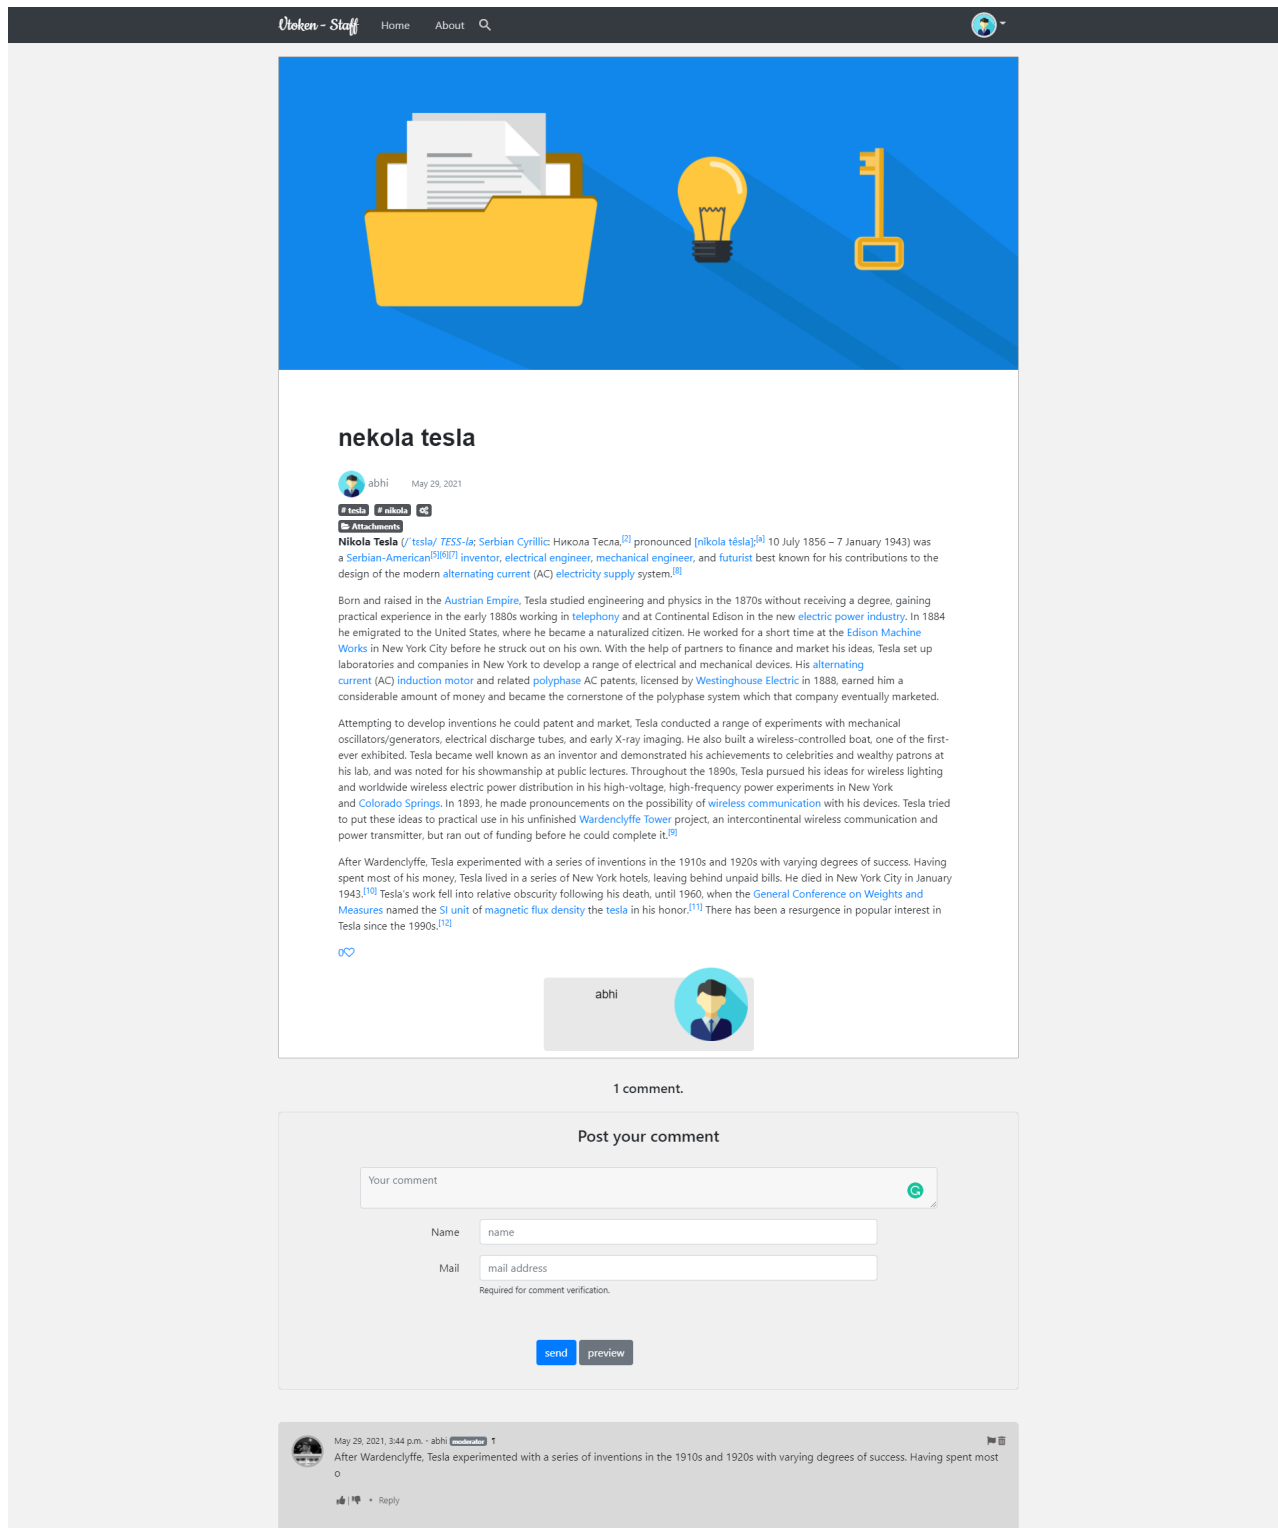 Utoken - Staff Home About
nekola tesla
abhi May 29, 2021
# tesla # nikola
Attachments
Nikola Tesla (/ˈtɛslə/ TESS-lə; Serbian Cyrillic: Никола Тесла,[2] pronounced [nǐkola têsla];[a] 10 July 1856 – 7 January 1943) was
a Serbian-American[5][6][7] inventor, electrical engineer, mechanical engineer, and futurist best known for his contributions to the
design of the modern alternating current (AC) electricity supply system.[8]
Born and raised in the Austrian Empire, Tesla studied engineering and physics in the 1870s without receiving a degree, gaining
practical experience in the early 1880s working in telephony and at Continental Edison in the new electric power industry. In 1884
he emigrated to the United States, where he became a naturalized citizen. He worked for a short time at the Edison Machine
Works in New York City before he struck out on his own. With the help of partners to finance and market his ideas, Tesla set up
laboratories and companies in New York to develop a range of electrical and mechanical devices. His alternating
current (AC) induction motor and related polyphase AC patents, licensed by Westinghouse Electric in 1888, earned him a
considerable amount of money and became the cornerstone of the polyphase system which that company eventually marketed.
Attempting to develop inventions he could patent and market, Tesla conducted a range of experiments with mechanical
oscillators/generators, electrical discharge tubes, and early X-ray imaging. He also built a wireless-controlled boat, one of the first-
ever exhibited. Tesla became well known as an inventor and demonstrated his achievements to celebrities and wealthy patrons at
his lab, and was noted for his showmanship at public lectures. Throughout the 1890s, Tesla pursued his ideas for wireless lighting
and worldwide wireless electric power distribution in his high-voltage, high-frequency power experiments in New York
and Colorado Springs. In 1893, he made pronouncements on the possibility of wireless communication with his devices. Tesla tried
to put these ideas to practical use in his unfinished Wardenclyffe Tower project, an intercontinental wireless communication and
power transmitter, but ran out of funding before he could complete it.[9]
After Wardenclyffe, Tesla experimented with a series of inventions in the 1910s and 1920s with varying degrees of success. Having
spent most of his money, Tesla lived in a series of New York hotels, leaving behind unpaid bills. He died in New York City in January
1943.[10] Tesla's work fell into relative obscurity following his death, until 1960, when the General Conference on Weights and
Measures named the SI unit of magnetic flux density the tesla in his honor.[11] There has been a resurgence in popular interest in
Tesla since the 1990s.[12]
0
abhi
1 comment.
Post your comment
Your comment
Name name
Mail mail address
Required for comment verification.
send preview
May 29, 2021, 3:44 p.m. - abhi moderator ¶
After Wardenclyffe, Tesla experimented with a series of inventions in the 1910s and 1920s with varying degrees of success. Having spent most
o
| • Reply